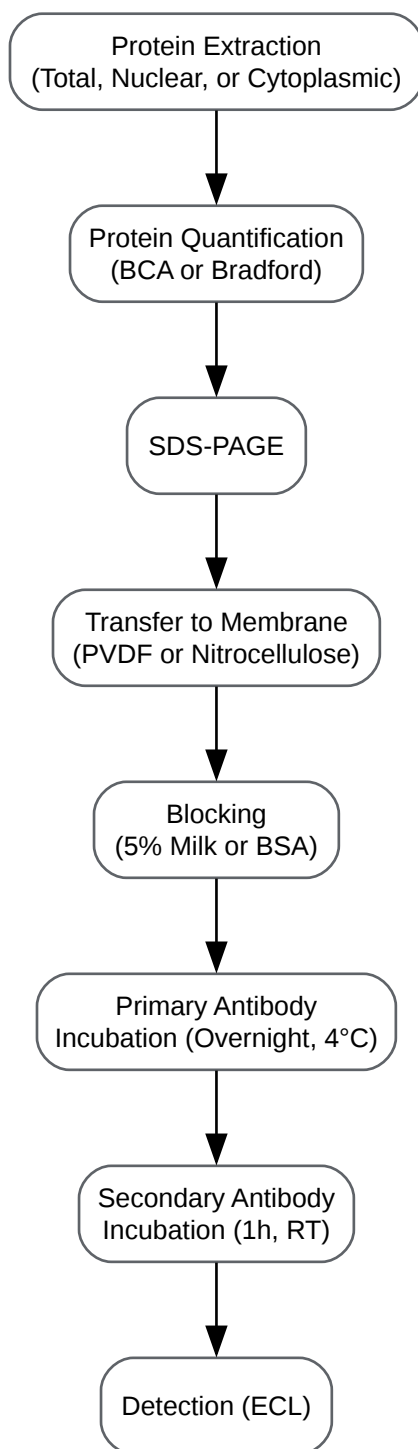 Protein Extraction
(Total, Nuclear, or Cytoplasmic)
Protein Quantification
(BCA or Bradford)
SDS-PAGE
Transfer to Membrane
(PVDF or Nitrocellulose)
Blocking
(5% Milk or BSA)
Primary Antibody
Incubation (Overnight, 4°C)
Secondary Antibody
Incubation (1h, RT)
Detection (ECL)